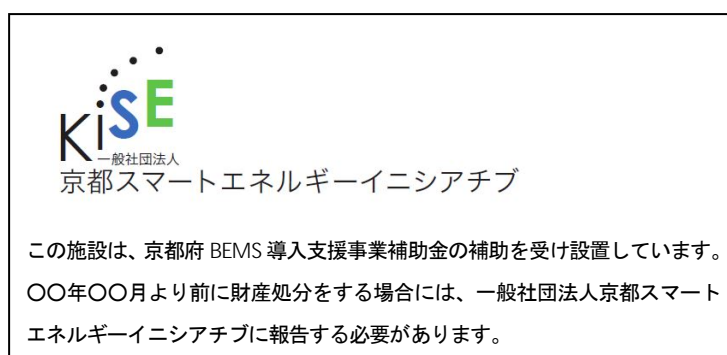 KiSE
一般社団法人
京都スマートエネルギーイニシアチブ
この施設は、京都府 BEMS 導入支援事業補助金の補助を受け設置しています。
〇〇年〇〇月より前に財産処分をする場合には、一般社団法人京都スマート
エネルギーイニシアチブに報告する必要があります。